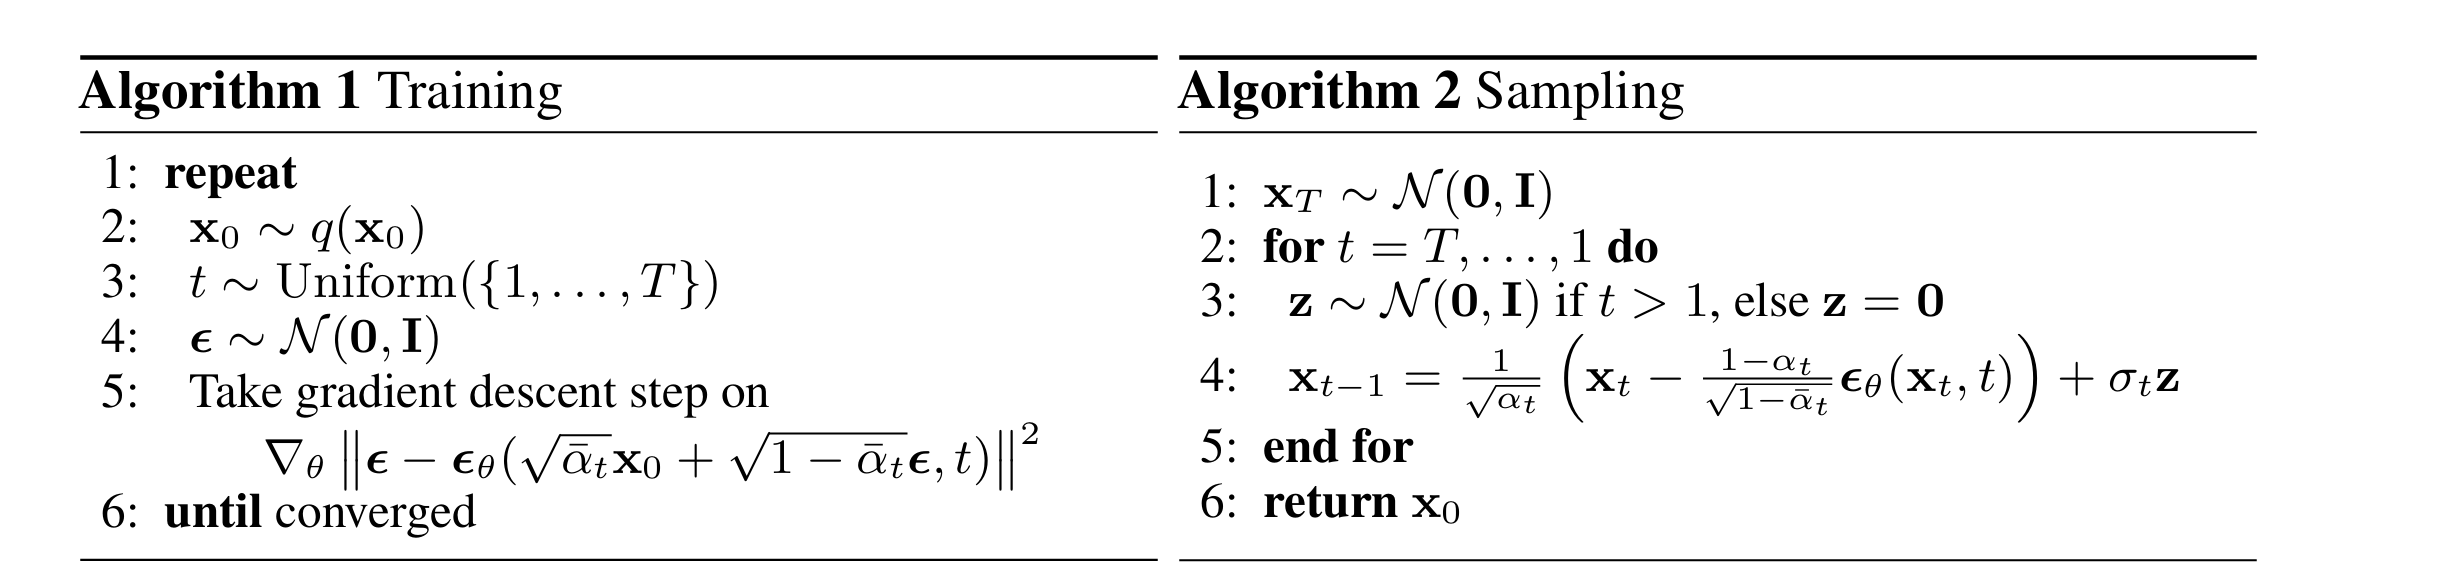 Algorithm 1 Training
1: repeat
2: x₀ ∼ q(x₀)
3: t ∼ Uniform({1, . . . , T})
4: ϵ ∼ 𝒩(0, I)
5: Take gradient descent step on
∇_θ ‖ϵ − ϵ_θ(√ᾱ_t x₀ + √(1 − ᾱ_t) ϵ, t)‖²
6: until converged
Algorithm 2 Sampling
1: x_T ∼ 𝒩(0, I)
2: for t = T, . . . , 1 do
3: z ∼ 𝒩(0, I) if t > 1, else z = 0
4: x_{t−1} = 1/√α_t (x_t − (1−α_t)/√(1−ᾱ_t) ϵ_θ(x_t, t)) + σ_t z
5: end for
6: return x₀